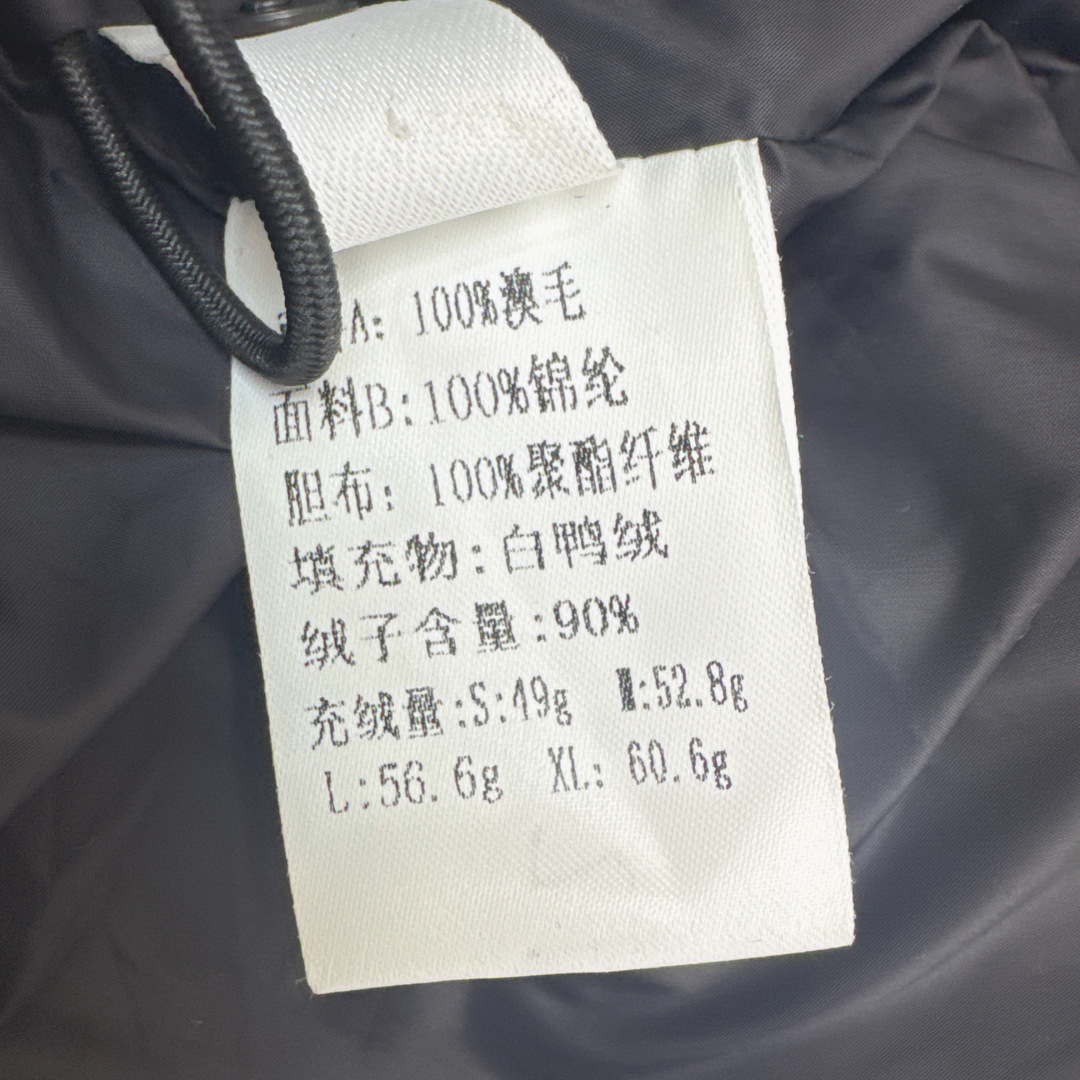 A: 100%澳毛
面料B:100%锦纶
胆布: 100%聚酯纤维
填充物:白鸭绒
绒子含量:90%
充绒量:S:49g M:52.8g
L:56.6g XL: 60.6g